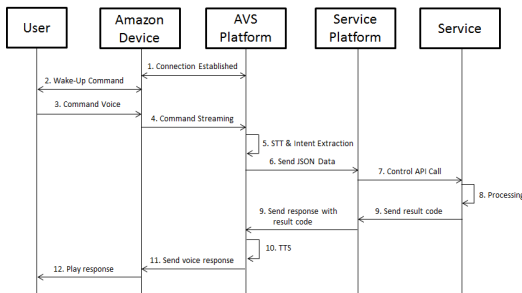 User
Amazon
Device
AVS
Platform
Service
Platform
Service
1. Connection Established
2. Wake-Up Command
3. Command Voice
4. Command Streaming
5. STT & Intent Extraction
6. Send JSON Data
7. Control API Call
8. Processing
9. Send response with
result code
9. Send result code
10. TTS
11. Send voice response
12. Play response